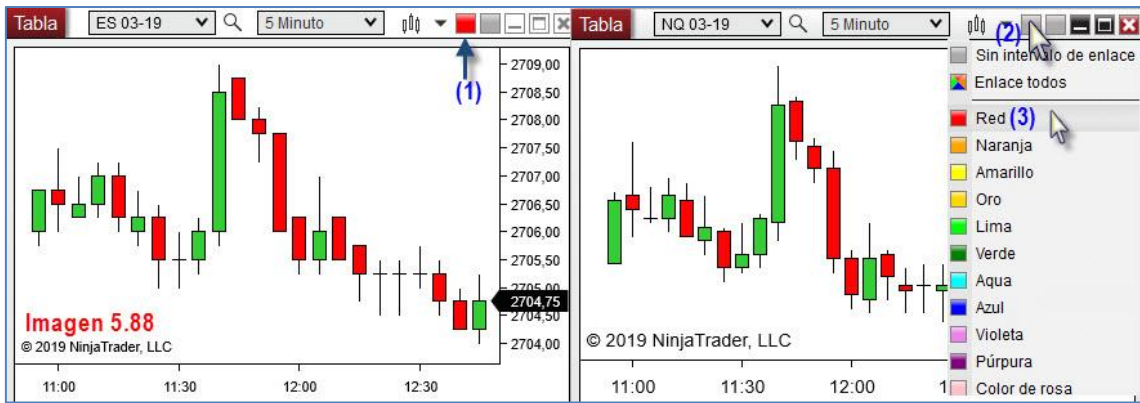 Tabla ES 03-19 5 Minuto
(1)
2709,00
2708,50
2708,00
2707,50
2707,00
2706,50
2706,00
2705,50
2705,00
2704,75
2704,50
2704,00
Imagen 5.88
© 2019 NinjaTrader, LLC
11:00 11:30 12:00 12:30
Tabla NQ 03-19 5 Minuto
(2)
Sin intervalo de enlace
Enlace todos
Red (3)
Naranja
Amarillo
Oro
Lima
Verde
Aqua
Azul
Violeta
Púrpura
Color de rosa
© 2019 NinjaTrader, LLC
11:00 11:30 12:00